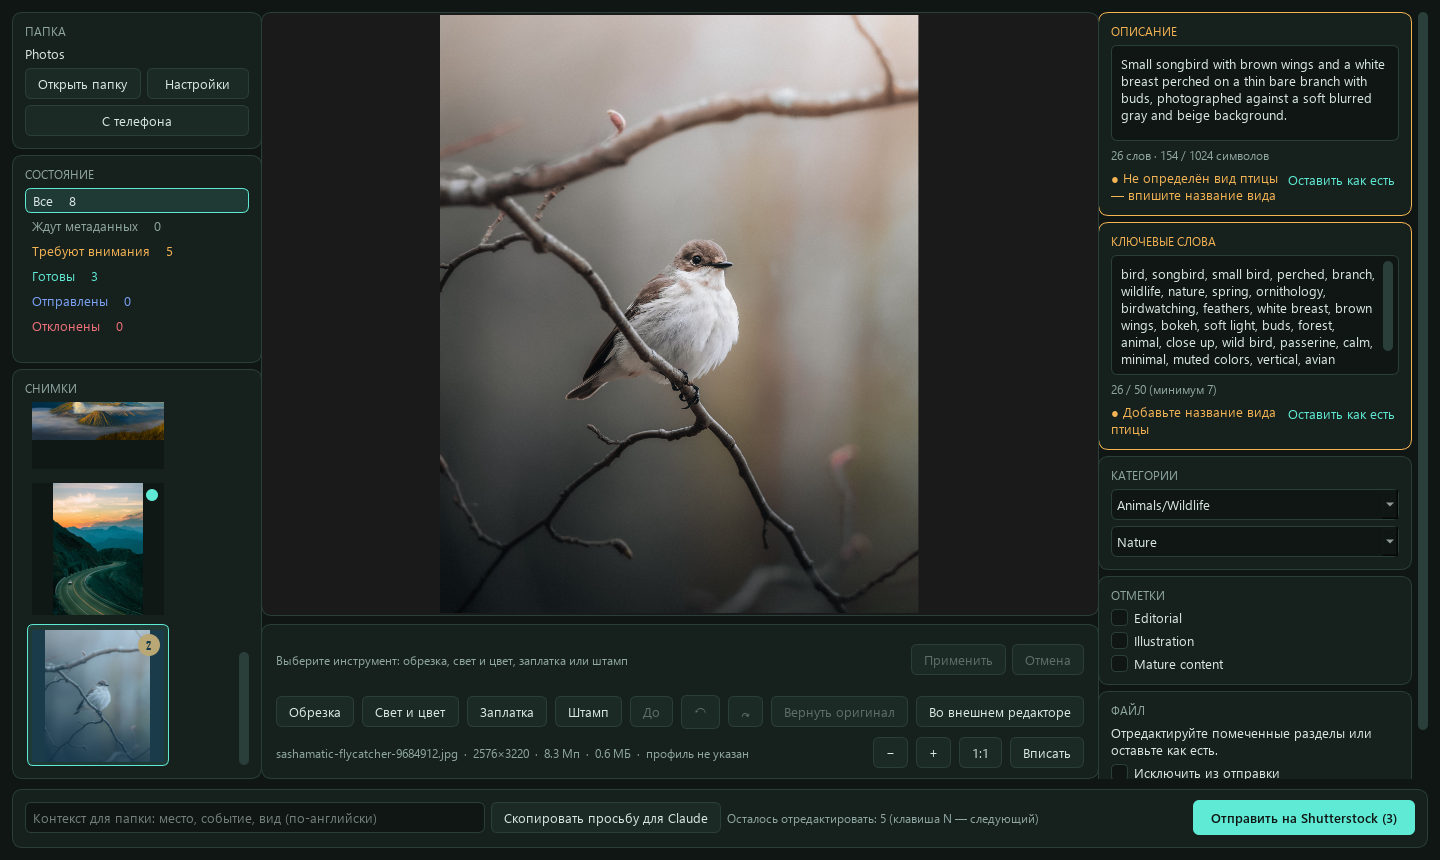 ПАПКА
Photos
Открыть папку
Настройки
С телефона
СОСТОЯНИЕ
Все 8
Ждут метаданных 0
Требуют внимания 5
Готовы 3
Отправлены 0
Отклонены 0
СНИМКИ
2
Выберите инструмент: обрезка, свет и цвет, заплатка или штамп
Применить
Отмена
Обрезка
Свет и цвет
Заплатка
Штамп
До
Вернуть оригинал
Во внешнем редакторе
sashamatic-flycatcher-9684912.jpg · 2576×3220 · 8.3 Мп · 0.6 МБ · профиль не указан
−
+
1:1
Вписать
ОПИСАНИЕ
Small songbird with brown wings and a white
breast perched on a thin bare branch with
buds, photographed against a soft blurred
gray and beige background.
26 слов · 154 / 1024 символов
● Не определён вид птицы
— впишите название вида
Оставить как есть
КЛЮЧЕВЫЕ СЛОВА
bird, songbird, small bird, perched, branch,
wildlife, nature, spring, ornithology,
birdwatching, feathers, white breast, brown
wings, bokeh, soft light, buds, forest,
animal, close up, wild bird, passerine, calm,
minimal, muted colors, vertical, avian
26 / 50 (минимум 7)
● Добавьте название вида
птицы
Оставить как есть
КАТЕГОРИИ
Animals/Wildlife
Nature
ОТМЕТКИ
Editorial
Illustration
Mature content
ФАЙЛ
Отредактируйте помеченные разделы или
оставьте как есть.
Исключить из отправки
Контекст для папки: место, событие, вид (по-английски)
Скопировать просьбу для Claude
Осталось отредактировать: 5 (клавиша N — следующий)
Отправить на Shutterstock (3)